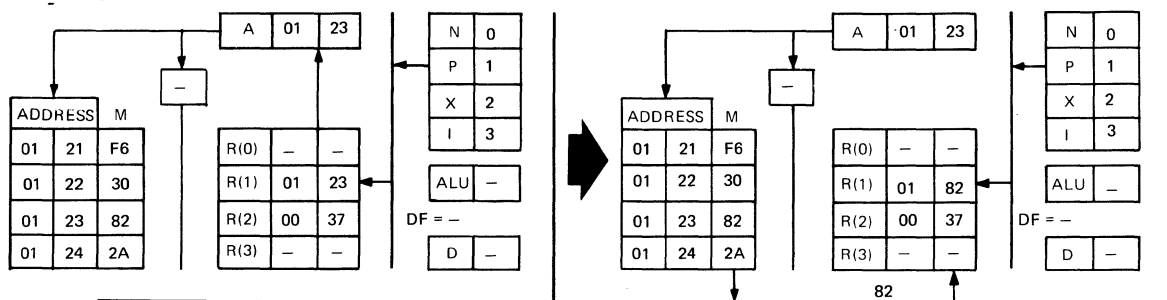 A 01 23
N 0
P 1
X 2
I 3
–
ADDRESS M
01 21 F6
01 22 30
01 23 82
01 24 2A
R(0) – –
R(1) 01 23
R(2) 00 37
R(3) – –
ALU –
DF = –
D –
A 01 23
N 0
P 1
X 2
I 3
–
ADDRESS M
01 21 F6
01 22 30
01 23 82
01 24 2A
R(0) – –
R(1) 01 82
R(2) 00 37
R(3) – –
ALU –
DF = –
D –
82